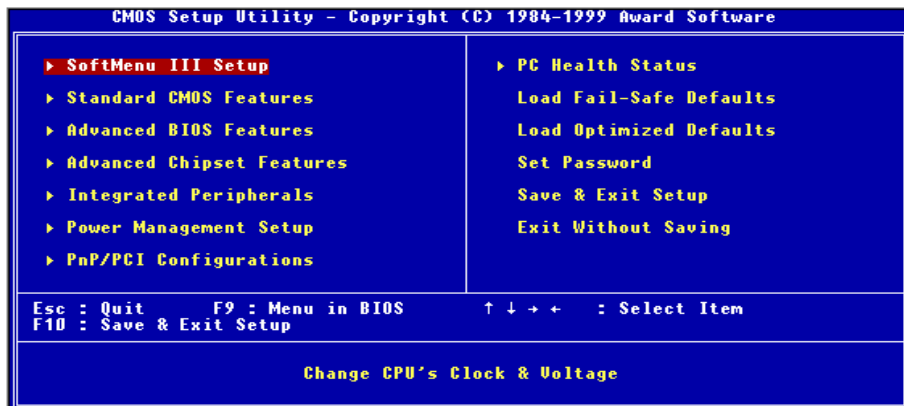 CMOS Setup Utility - Copyright (C) 1984-1999 Award Software
▸ SoftMenu III Setup
▸ Standard CMOS Features
▸ Advanced BIOS Features
▸ Advanced Chipset Features
▸ Integrated Peripherals
▸ Power Management Setup
▸ PnP/PCI Configurations
▸ PC Health Status
Load Fail-Safe Defaults
Load Optimized Defaults
Set Password
Save & Exit Setup
Exit Without Saving
Esc : Quit F9 : Menu in BIOS ↑ ↓ → ← : Select Item
F10 : Save & Exit Setup
Change CPU's Clock & Voltage